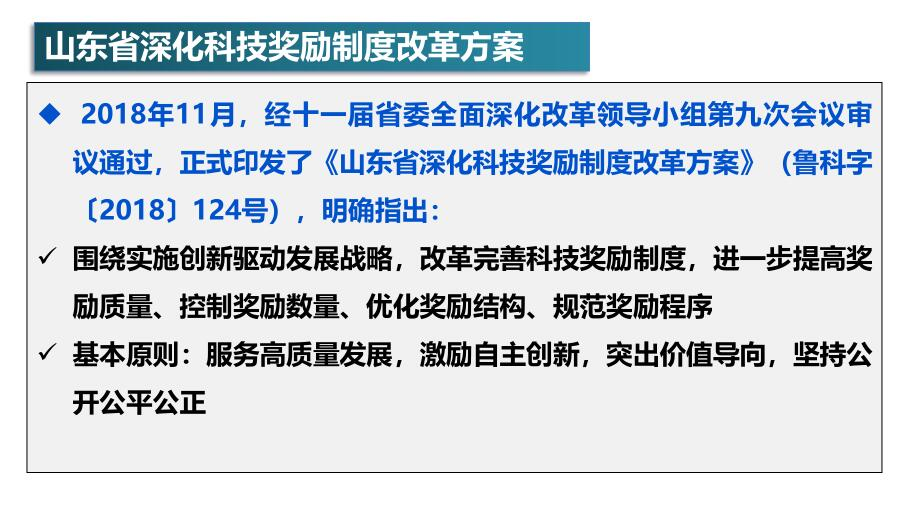 山东省深化科技奖励制度改革方案
◆ 2018年11月，经十一届省委全面深化改革领导小组第九次会议审
议通过，正式印发了《山东省深化科技奖励制度改革方案》（鲁科字
〔2018〕124号），明确指出：
✓ 围绕实施创新驱动发展战略，改革完善科技奖励制度，进一步提高奖
励质量、控制奖励数量、优化奖励结构、规范奖励程序
✓ 基本原则：服务高质量发展，激励自主创新，突出价值导向，坚持公
开公平公正